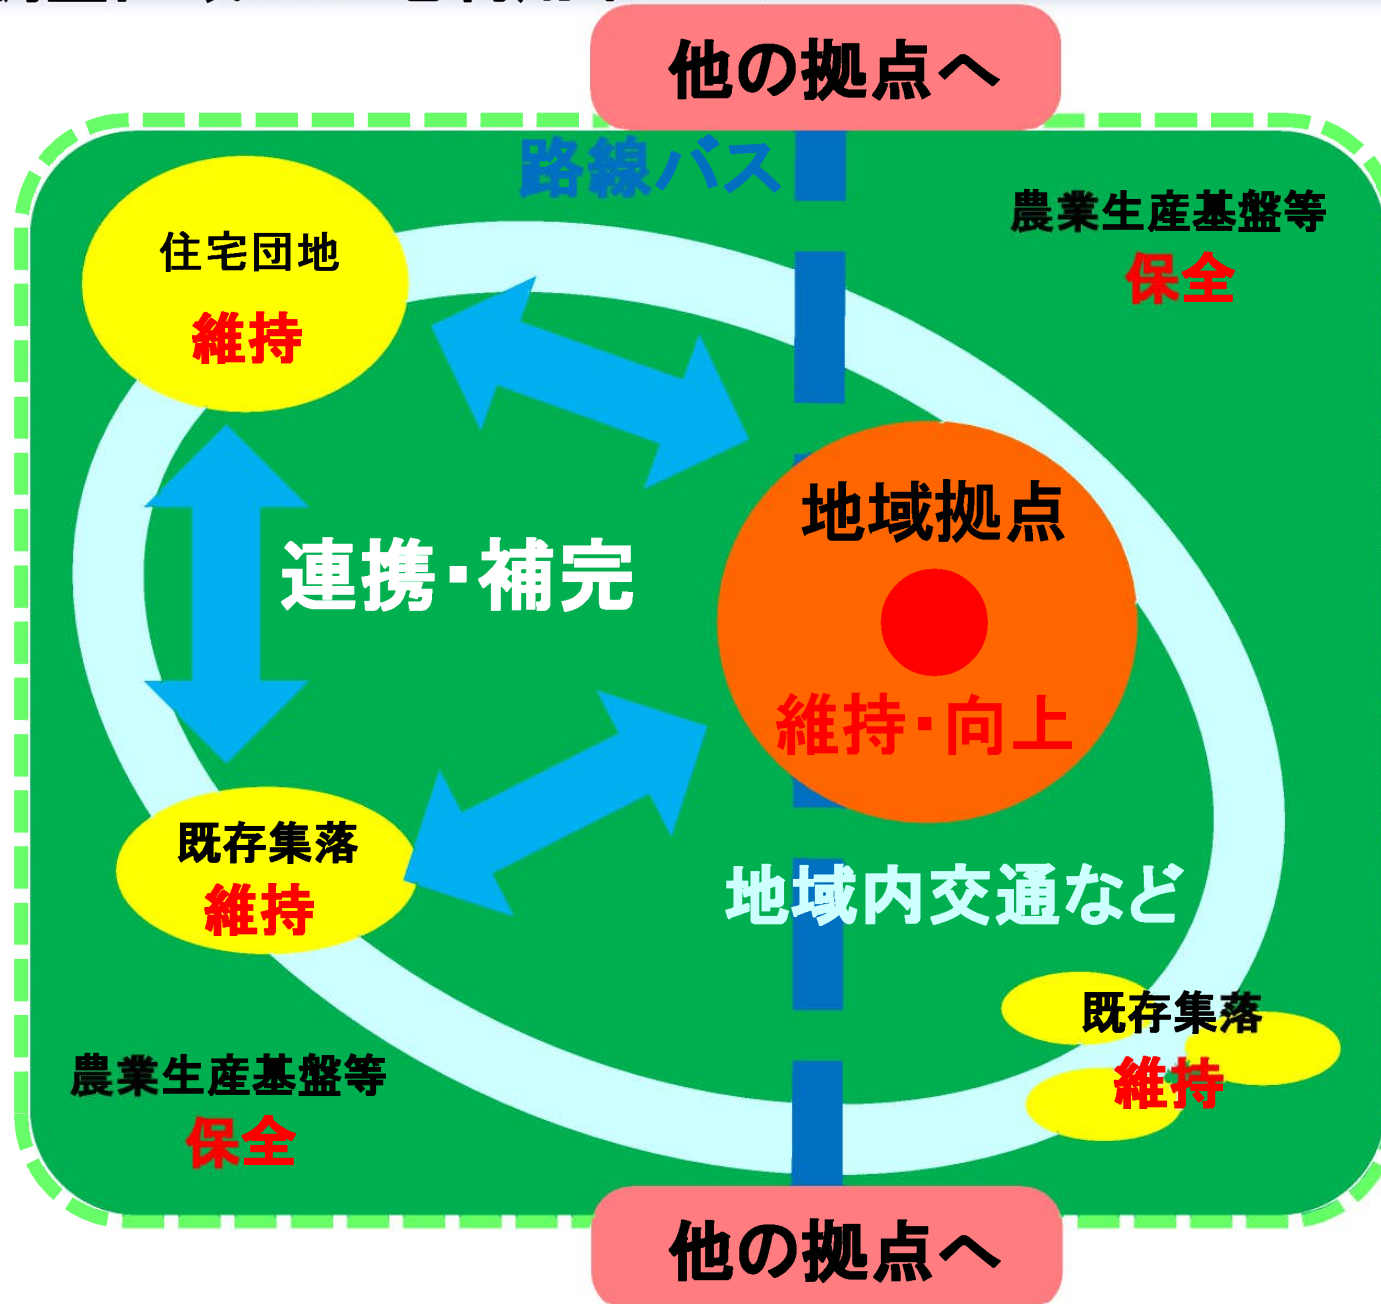 他の拠点へ
路線バス
農業生産基盤等
保全
住宅団地
維持
地域拠点
連携・補完
維持・向上
既存集落
維持
地域内交通など
既存集落
維持
農業生産基盤等
保全
他の拠点へ